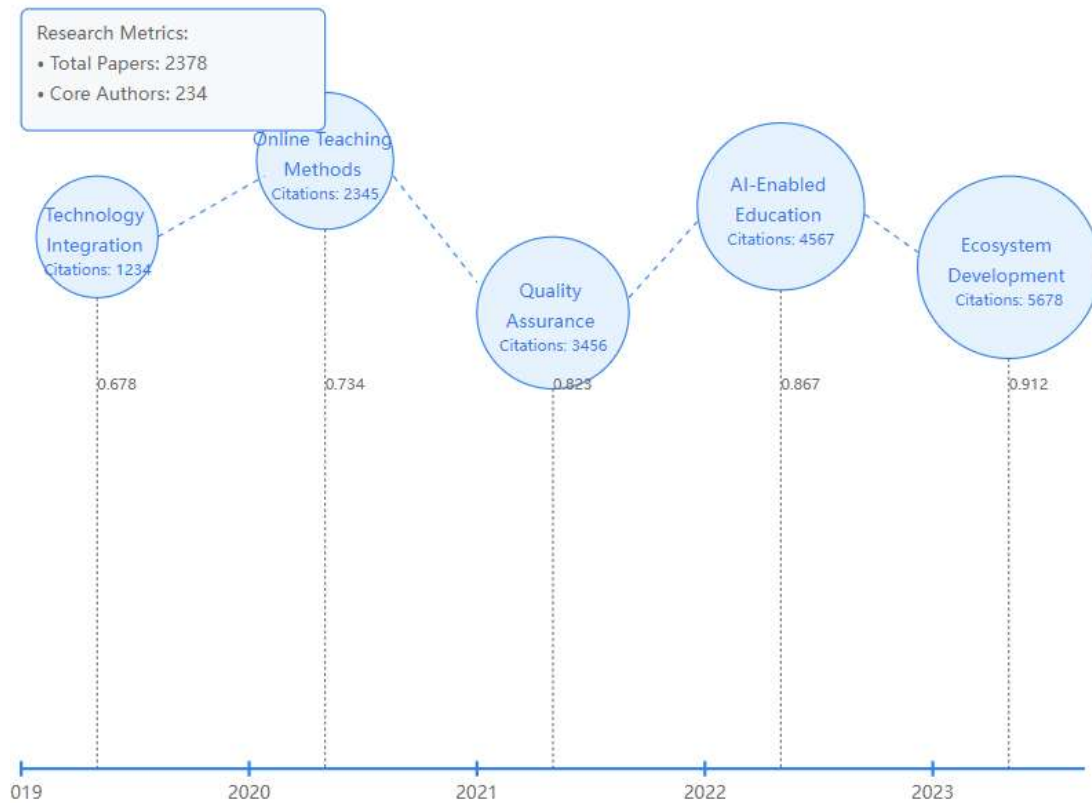 Research Metrics:
• Total Papers: 2378
• Core Authors: 234
Online Teaching
Methods
Citations: 2345
Technology
Integration
Citations: 1234
Quality
Assurance
Citations: 3456
AI-Enabled
Education
Citations: 4567
Ecosystem
Development
Citations: 5678
0.678
0.734
0.823
0.867
0.912
019
2020
2021
2022
2023